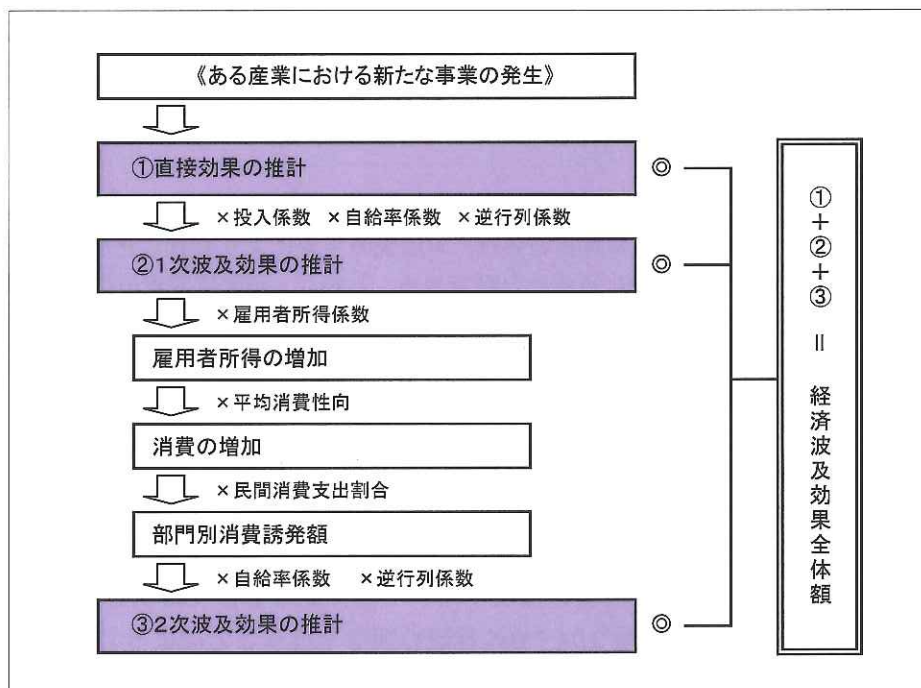 《ある産業における新たな事業の発生》
①直接効果の推計 ◎
×投入係数 ×自給率係数 ×逆行列係数
②1次波及効果の推計 ◎
×雇用者所得係数
雇用者所得の増加
×平均消費性向
消費の増加
×民間消費支出割合
部門別消費誘発額
×自給率係数 ×逆行列係数
③2次波及効果の推計 ◎
①+②+③ = 経済波及効果全体額